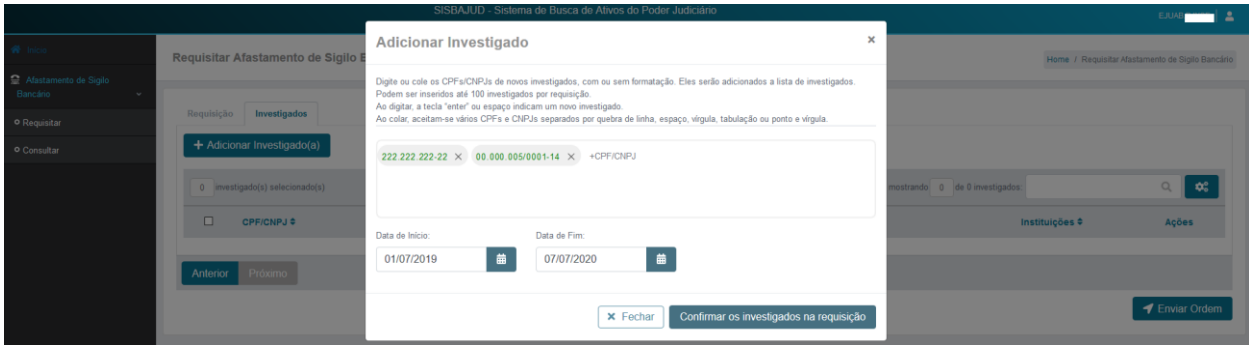 SISBAJUD - Sistema de Busca de Ativos do Poder Judiciário
Início
Afastamento de Sigilo
Bancário
Requisitar
Consultar
Requisitar Afastamento de Sigilo
Home / Requisitar Afastamento de Sigilo Bancário
Requisição
Investigados
+ Adicionar Investigado(a)
0 investigado(s) selecionado(s)
mostrando 0 de 0 investigados:
CPF/CNPJ
Instituições
Ações
Anterior
Próximo
Enviar Ordem
Adicionar Investigado
×
Digite ou cole os CPFs/CNPJs de novos investigados, com ou sem formatação. Eles serão adicionados a lista de investigados.
Podem ser inseridos até 100 investigados por requisição.
Ao digitar, a tecla "enter" ou espaço indicam um novo investigado.
Ao colar, aceitam-se vários CPFs e CNPJs separados por quebra de linha, espaço, vírgula, tabulação ou ponto e vírgula.
222.222.222-22 × 00.000.005/0001-14 × +CPF/CNPJ
Data de Início:
Data de Fim:
01/07/2019
07/07/2020
× Fechar
Confirmar os investigados na requisição